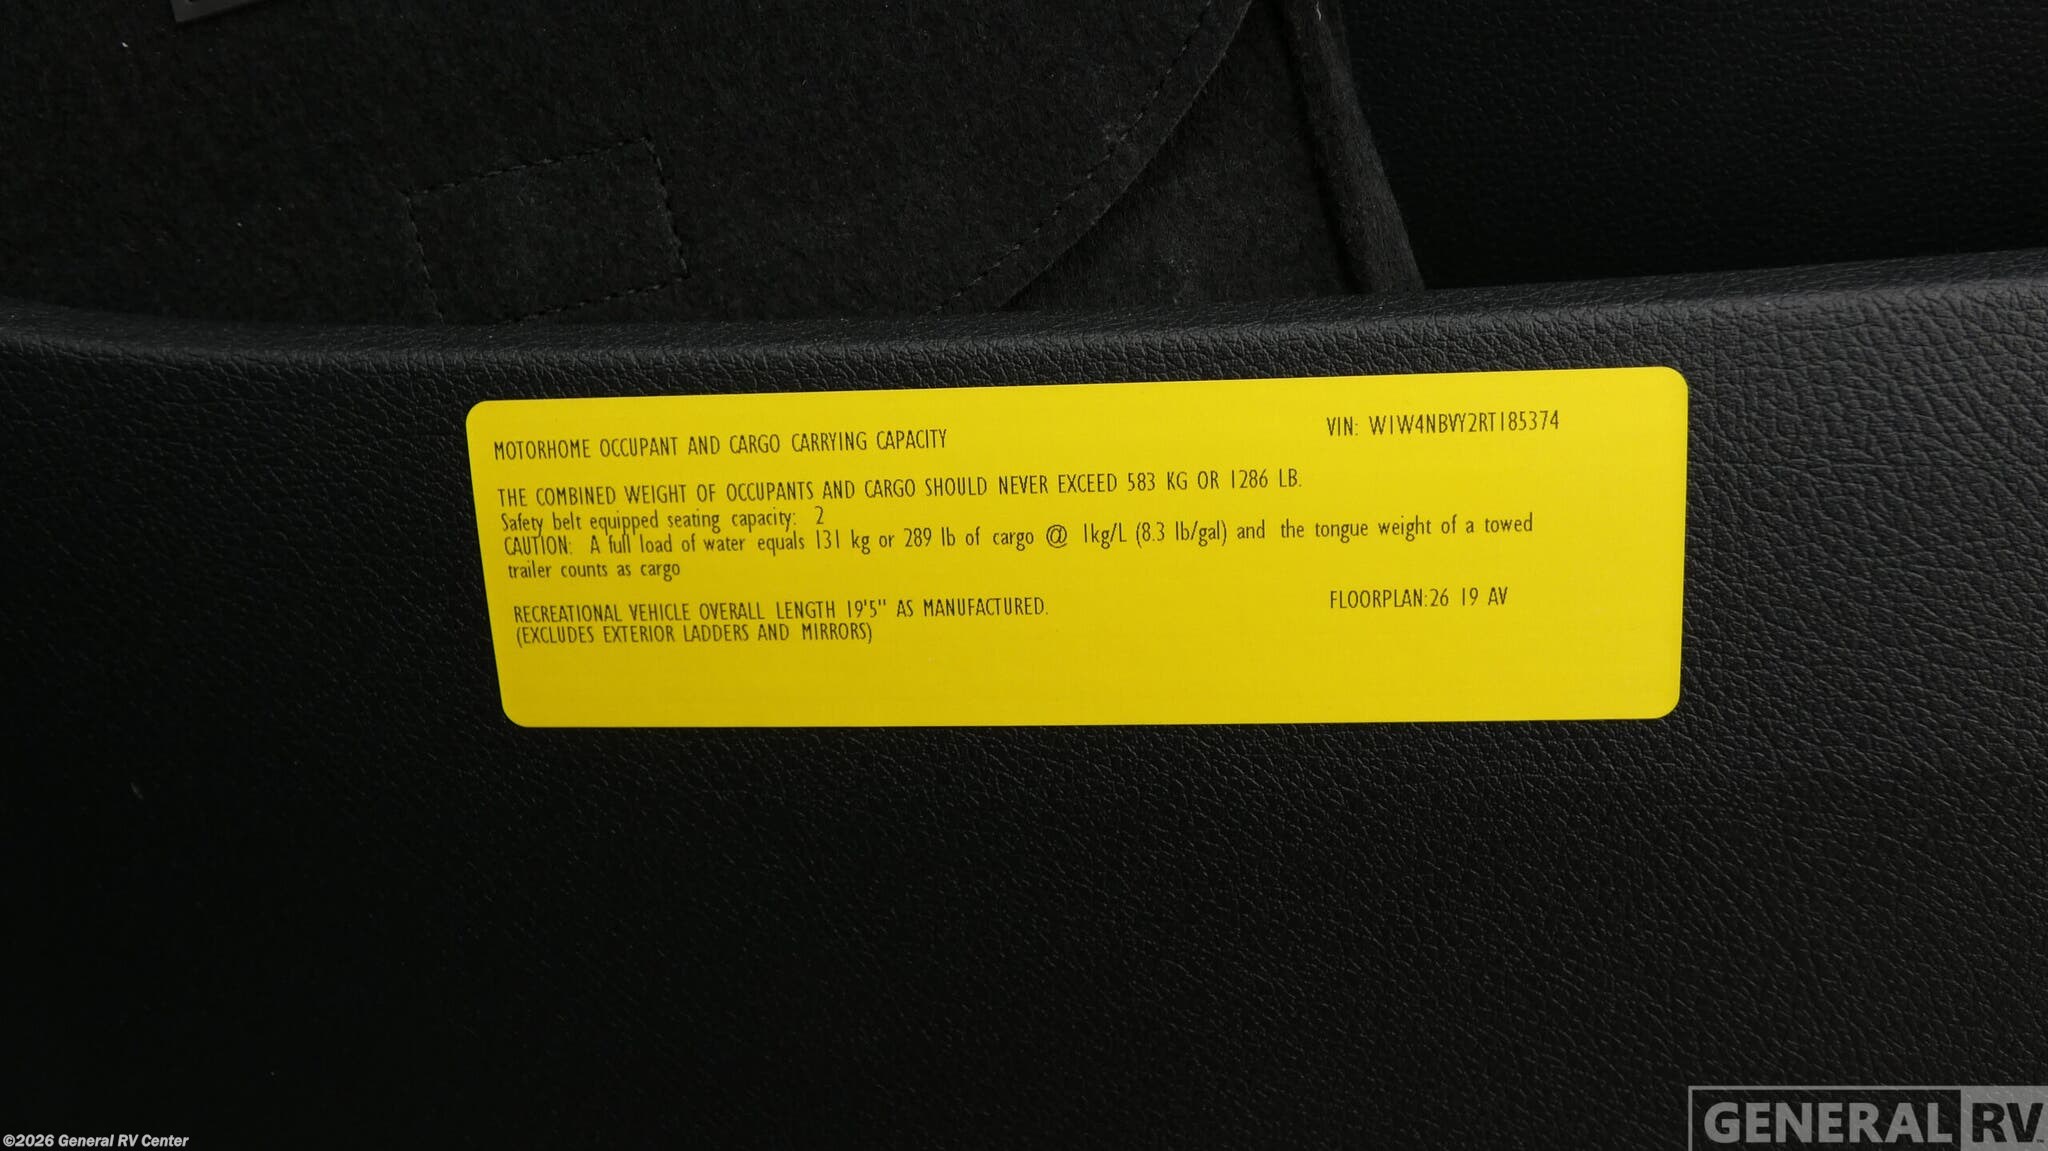 MOTORHOME OCCUPANT AND CARGO CARRYING CAPACITY
VIN: W1W4NBVY2RT185374
THE COMBINED WEIGHT OF OCCUPANTS AND CARGO SHOULD NEVER EXCEED 583 KG OR 1286 LB.
Safety belt equipped seating capacity: 2
CAUTION: A full load of water equals 131 kg or 289 lb of cargo @ 1kg/L (8.3 lb/gal) and the tongue weight of a towed
trailer counts as cargo
RECREATIONAL VEHICLE OVERALL LENGTH 19'5" AS MANUFACTURED.
(EXCLUDES EXTERIOR LADDERS AND MIRRORS)
FLOORPLAN:26 19 AV
©2026 General RV Center
GENERAL RV